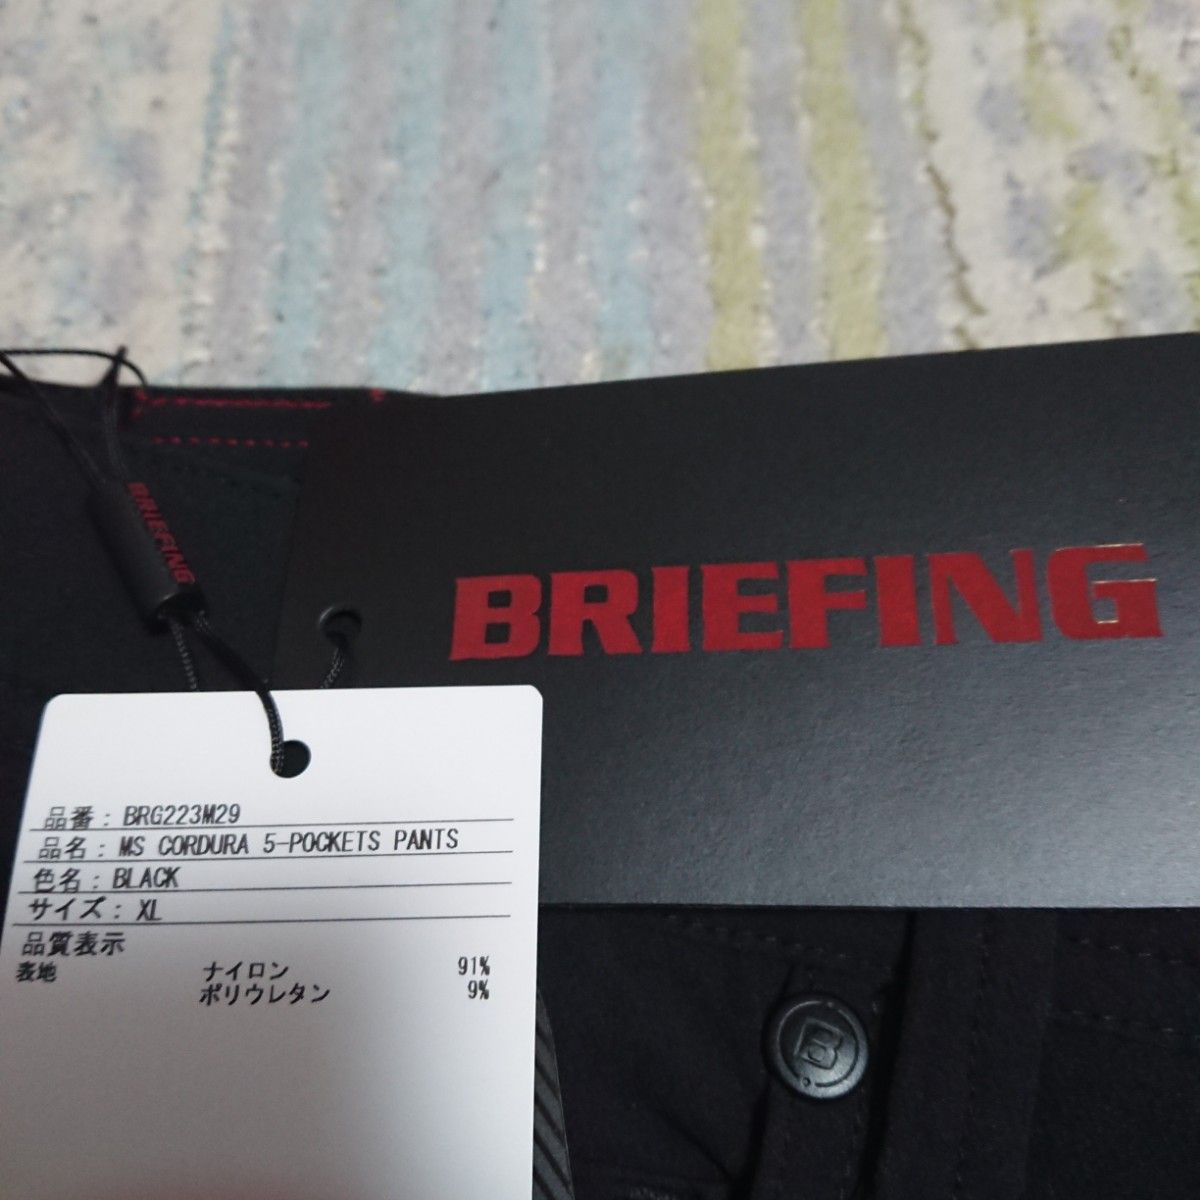 BRIEFING
BRIEFING
品番: BRG223M29
品名: MS CORDURA 5-POCKETS PANTS
色名: BLACK
サイズ: XL
品質表示
表地 ナイロン 91%
ポリウレタン 9%
B